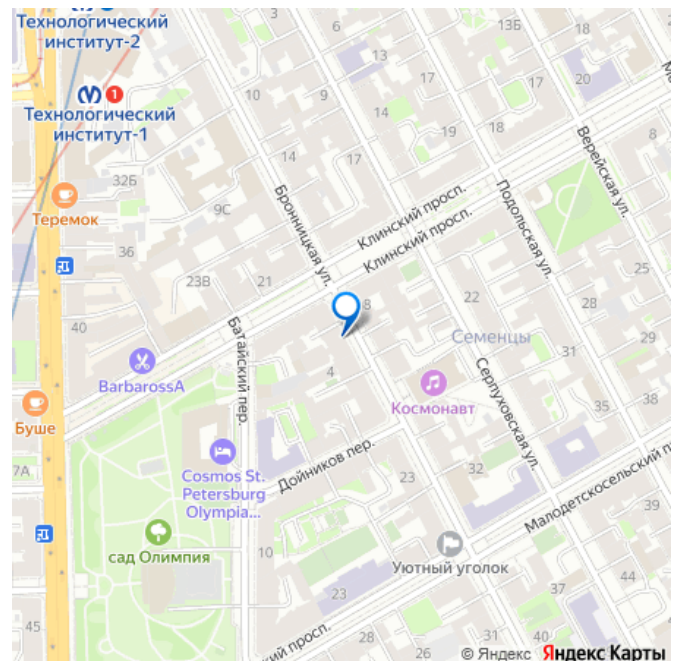 Технологический
институт-2
Технологический
институт-1
1
3
6
13Б
13
17
18
20
10
9
17
14
17
19
18
8
32Б
9С
14
Верейская ул.
Теремок
Бронницкая ул.
Клинский просп.
Клинский просп.
Подольская ул.
36
23В
21
25
40
Батайский пер.
8
22
28
Семенцы
31
BarbarossA
4
Космонавт
Серпуховская ул.
35
38
Буше
7А
Cosmos St.
Petersburg
Olympia...
Дойников пер.
23
32
29
Малодетскосельский п
39
сад Олимпия
10
Уютный уголок
44
37
23
45
ий просп.
28
26
31
© Яндекс Яндекс Карты